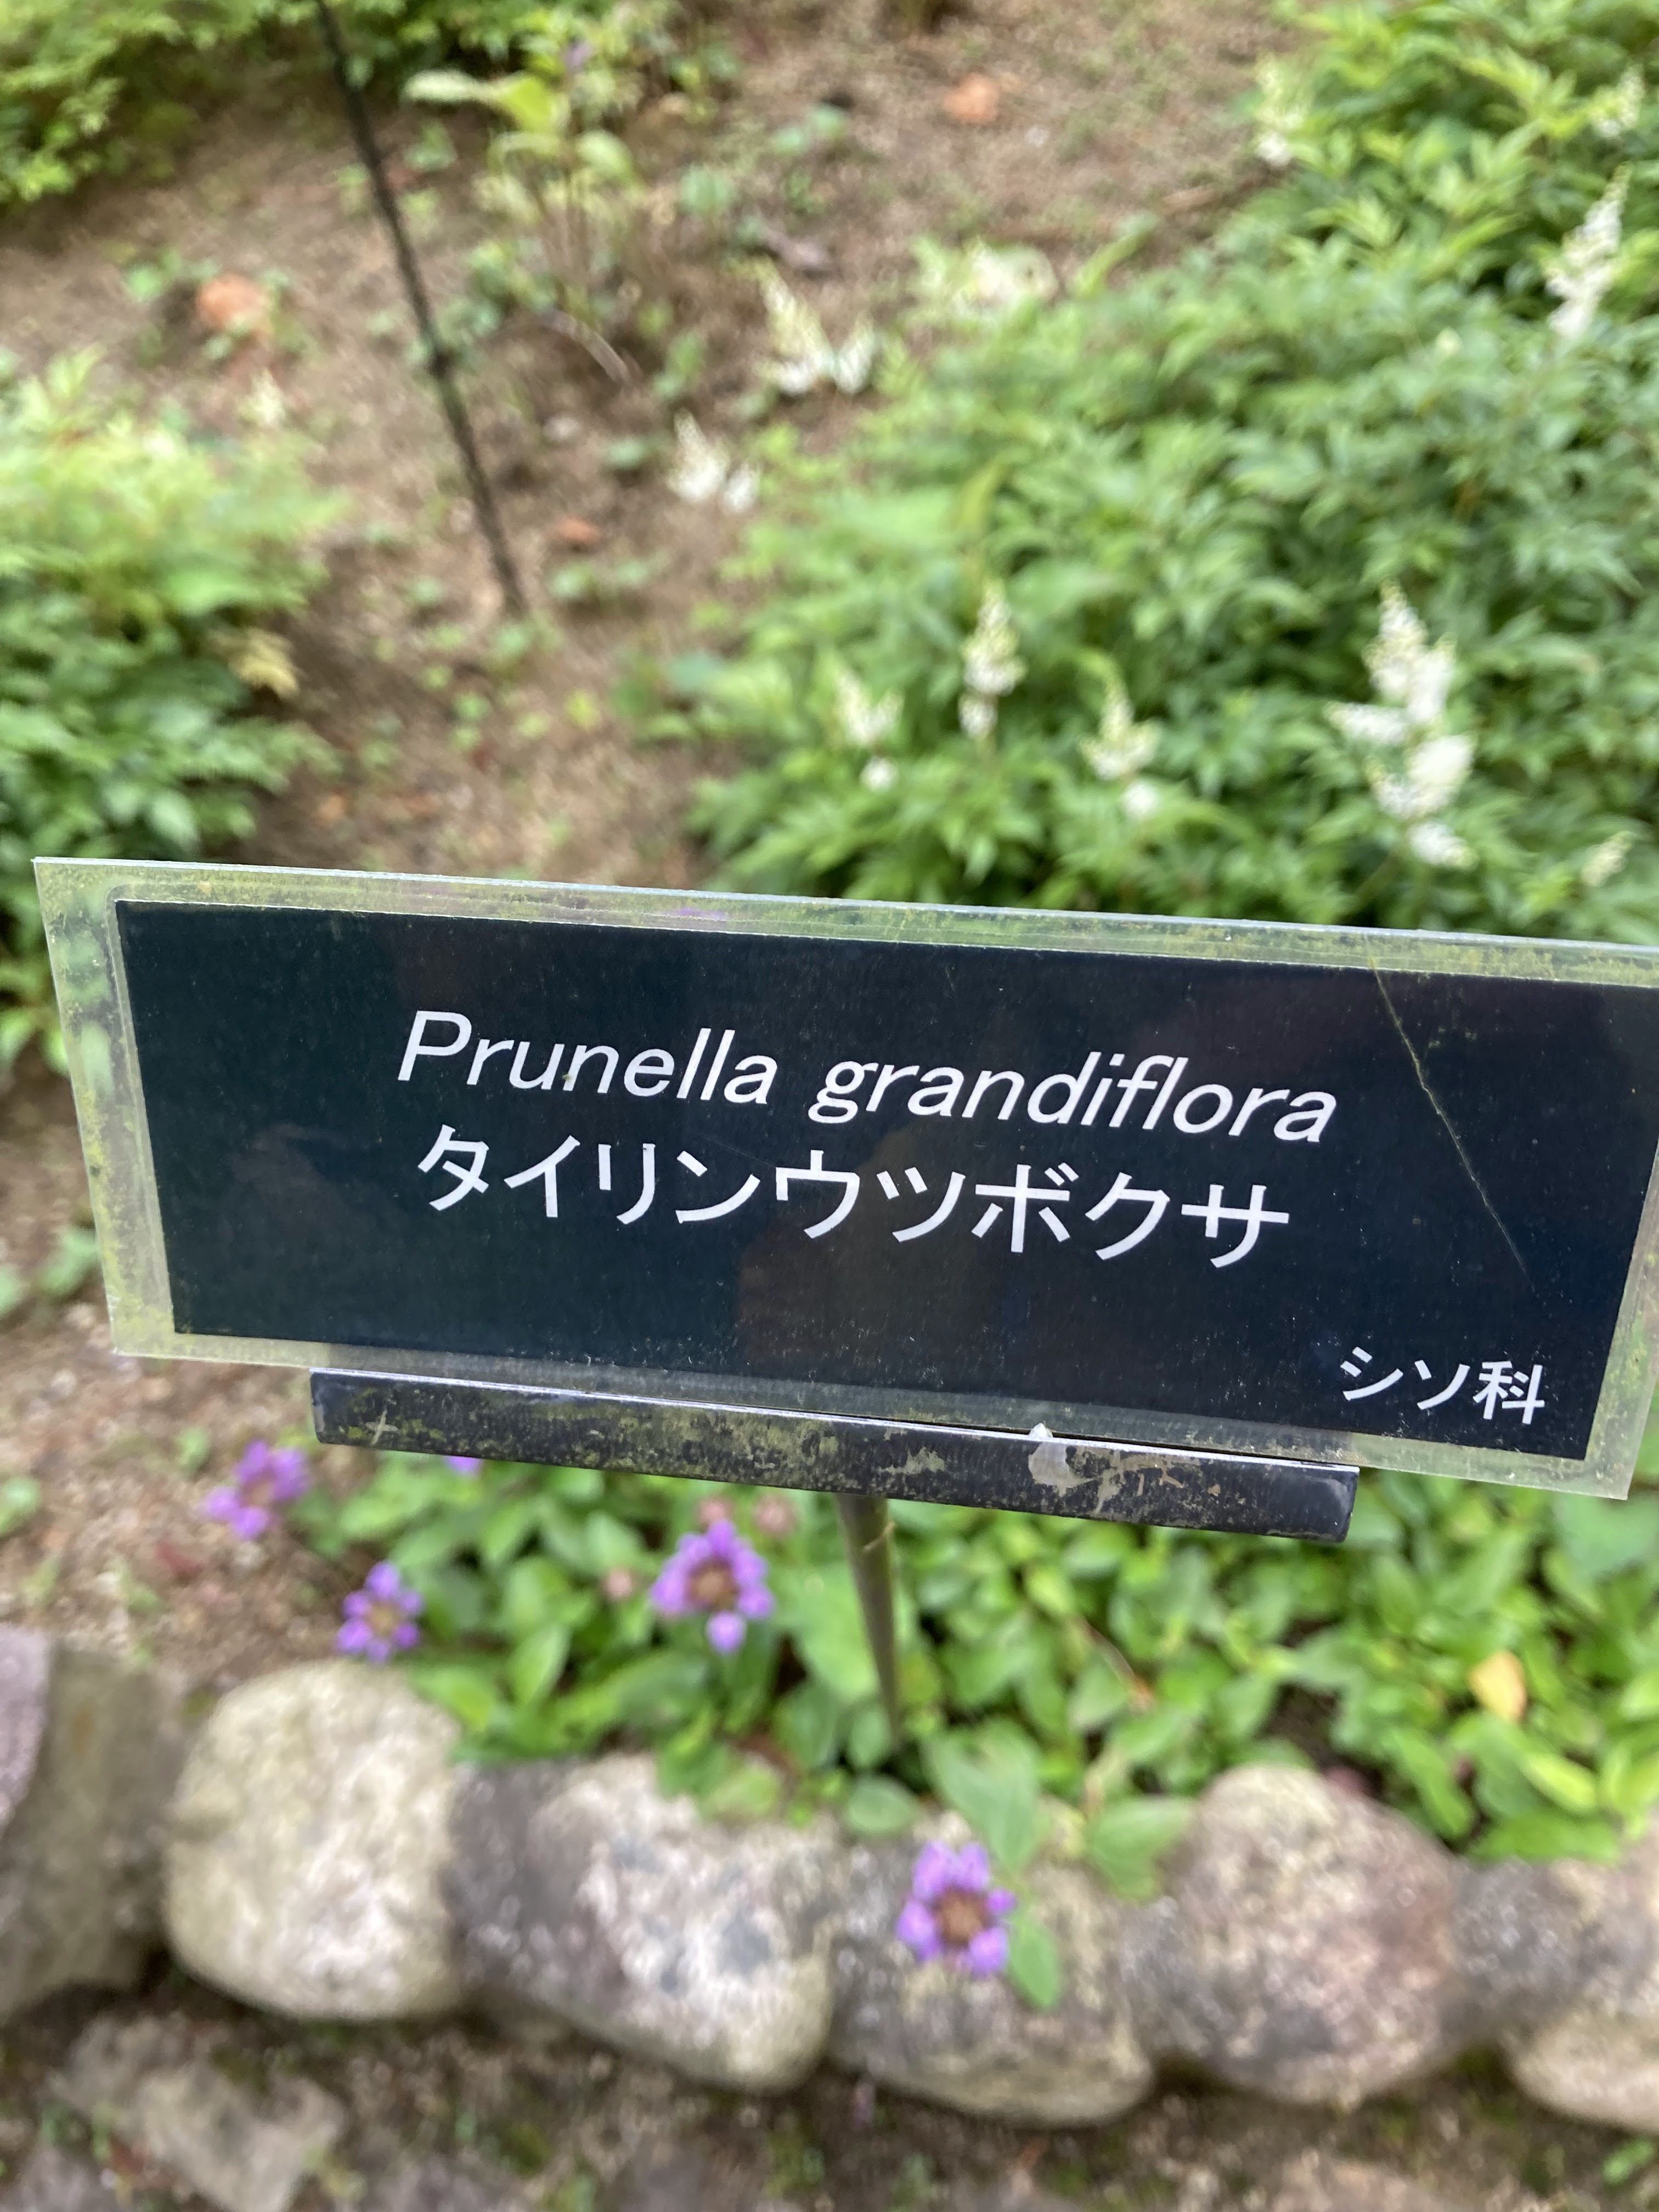 Prunella grandiflora
タイリンウツボクサ
シソ科